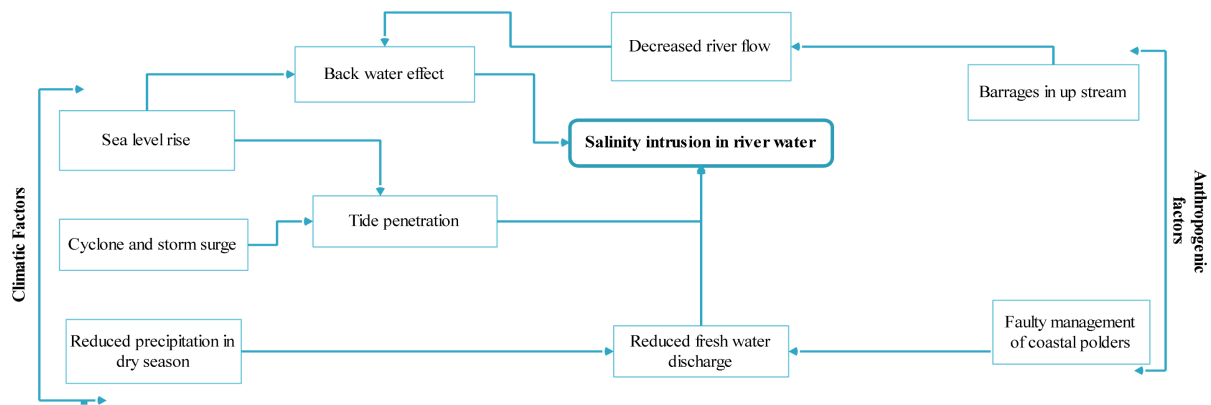 Decreased river flow
Back water effect
Barrages in up stream
Sea level rise
Salinity intrusion in river water
Climatic Factors
Tide penetration
Anthropogenic
factors
Cyclone and storm surge
Reduced precipitation in
dry season
Reduced fresh water
discharge
Faulty management
of coastal polders